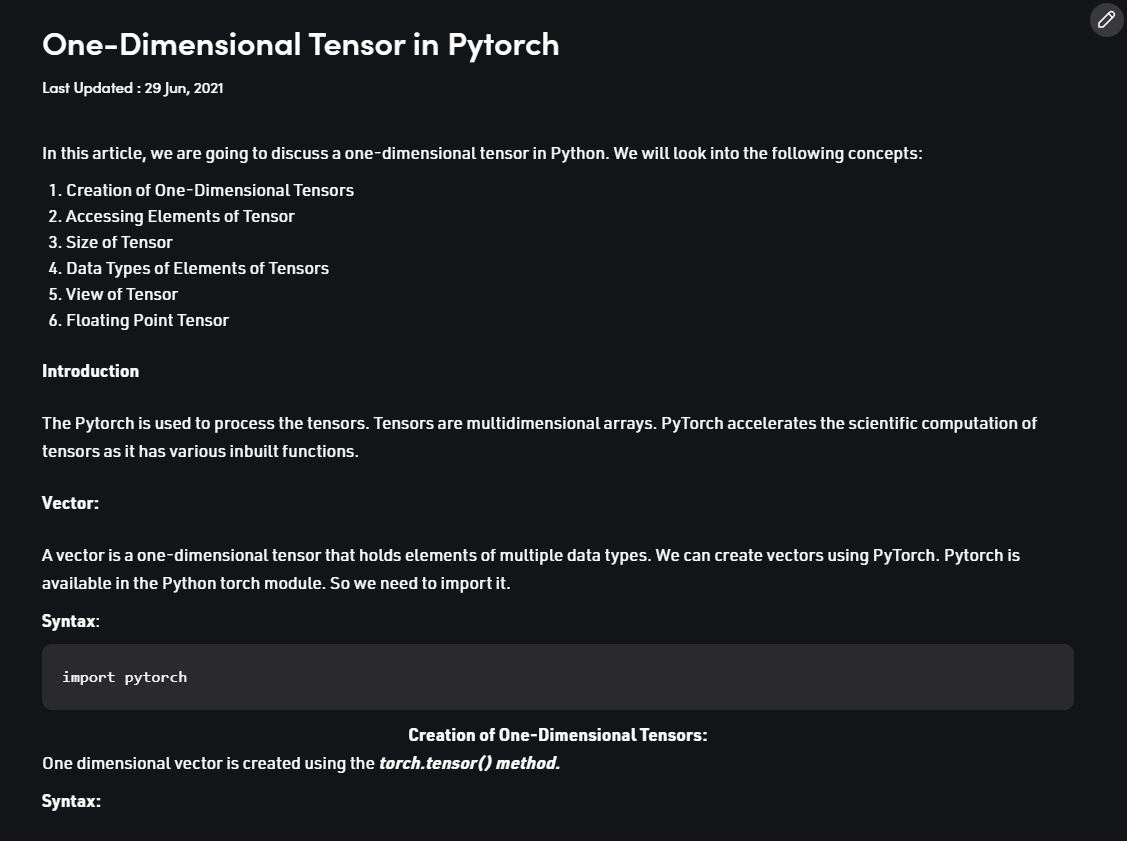 One-Dimensional Tensor in Pytorch
Last Updated : 29 Jun, 2021
In this article, we are going to discuss a one-dimensional tensor in Python. We will look into the following concepts:
1. Creation of One-Dimensional Tensors
2. Accessing Elements of Tensor
3. Size of Tensor
4. Data Types of Elements of Tensors
5. View of Tensor
6. Floating Point Tensor
Introduction
The Pytorch is used to process the tensors. Tensors are multidimensional arrays. PyTorch accelerates the scientific computation of
tensors as it has various inbuilt functions.
Vector:
A vector is a one-dimensional tensor that holds elements of multiple data types. We can create vectors using PyTorch. Pytorch is
available in the Python torch module. So we need to import it.
Syntax:
import pytorch
Creation of One-Dimensional Tensors:
One dimensional vector is created using the torch.tensor() method.
Syntax: